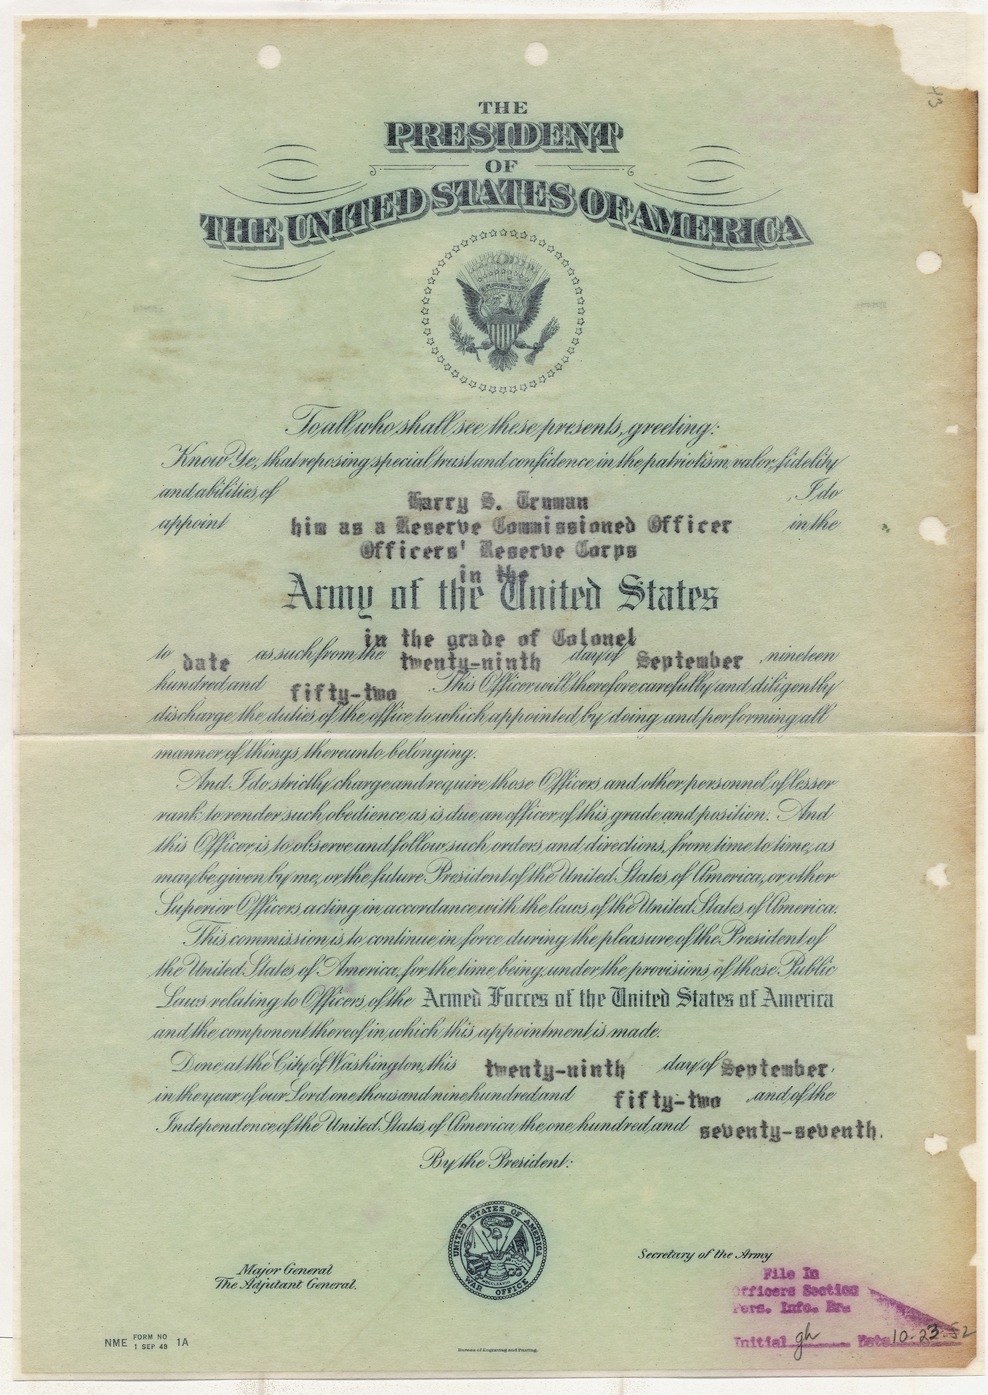 THE
PRESIDENT
OF
THE UNITED STATES OF AMERICA
To all who shall see these presents, greeting:
Know Ye, that reposing special trust and confidence in the patriotism, valor, fidelity
and abilities of Harry S. Truman , I do
appoint him as a Reserve Commissioned Officer in the
Officers' Reserve Corps
in the
Army of the United States
in the grade of Colonel
to date as such from the twenty-ninth day of September , nineteen
hundred and fifty-two . This Officer will therefore carefully and diligently
discharge the duties of the office to which appointed by doing and performing all
manner of things thereunto belonging.
And I do strictly charge and require those Officers and other personnel of lesser
rank to render such obedience as is due an officer of this grade and position. And
this Officer is to observe and follow such orders and directions, from time to time, as
may be given by me, or the future President of the United States of America, or other
Superior Officers acting in accordance with the laws of the United States of America.
This commission is to continue in force during the pleasure of the President of
the United States of America, for the time being, under the provisions of those Public
Laws relating to Officers of the Armed Forces of the United States of America
and the component thereof in which this appointment is made.
Done at the City of Washington, this twenty-ninth day of September,
in the year of our Lord one thousand nine hundred and fifty-two , and of the
Independence of the United States of America the one hundred and seventy-seventh.
By the President:
UNITED STATES OF AMERICA
WAR OFFICE
Secretary of the Army
Major General
The Adjutant General.
File In
Officers Section
Pers. Info. Br.
Initial gh Date 10-23-52
NME FORM NO 1 SEP 48 1A
Bureau of Engraving and Printing.